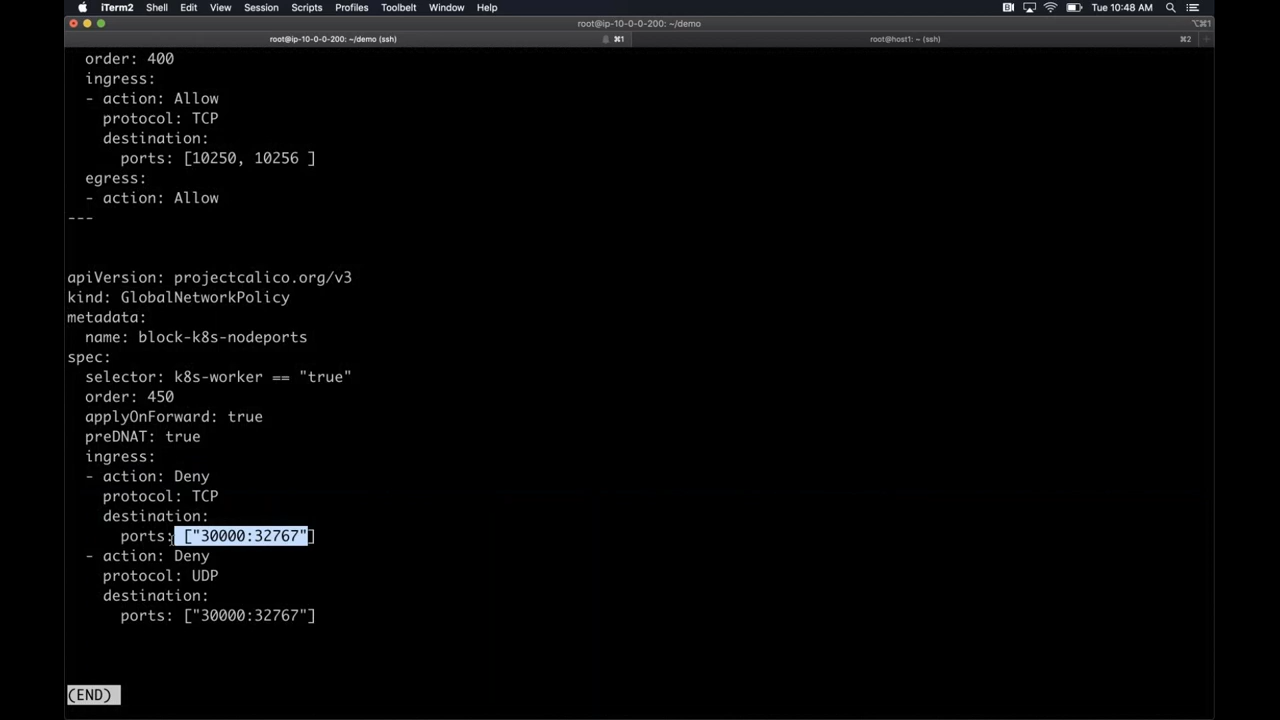 iTerm2 Shell Edit View Session Scripts Profiles Toolbelt Window Help Tue 10:48 AM
root@ip-10-0-0-200: ~/demo ⌥⌘1
root@ip-10-0-0-200: ~/demo (ssh) ⌘1 root@host1: ~ (ssh) ⌘2
order: 400
ingress:
- action: Allow
protocol: TCP
destination:
ports: [10250, 10256 ]
egress:
- action: Allow
---
apiVersion: projectcalico.org/v3
kind: GlobalNetworkPolicy
metadata:
name: block-k8s-nodeports
spec:
selector: k8s-worker == "true"
order: 450
applyOnForward: true
preDNAT: true
ingress:
- action: Deny
protocol: TCP
destination:
ports: ["30000:32767"]
- action: Deny
protocol: UDP
destination:
ports: ["30000:32767"]
(END)